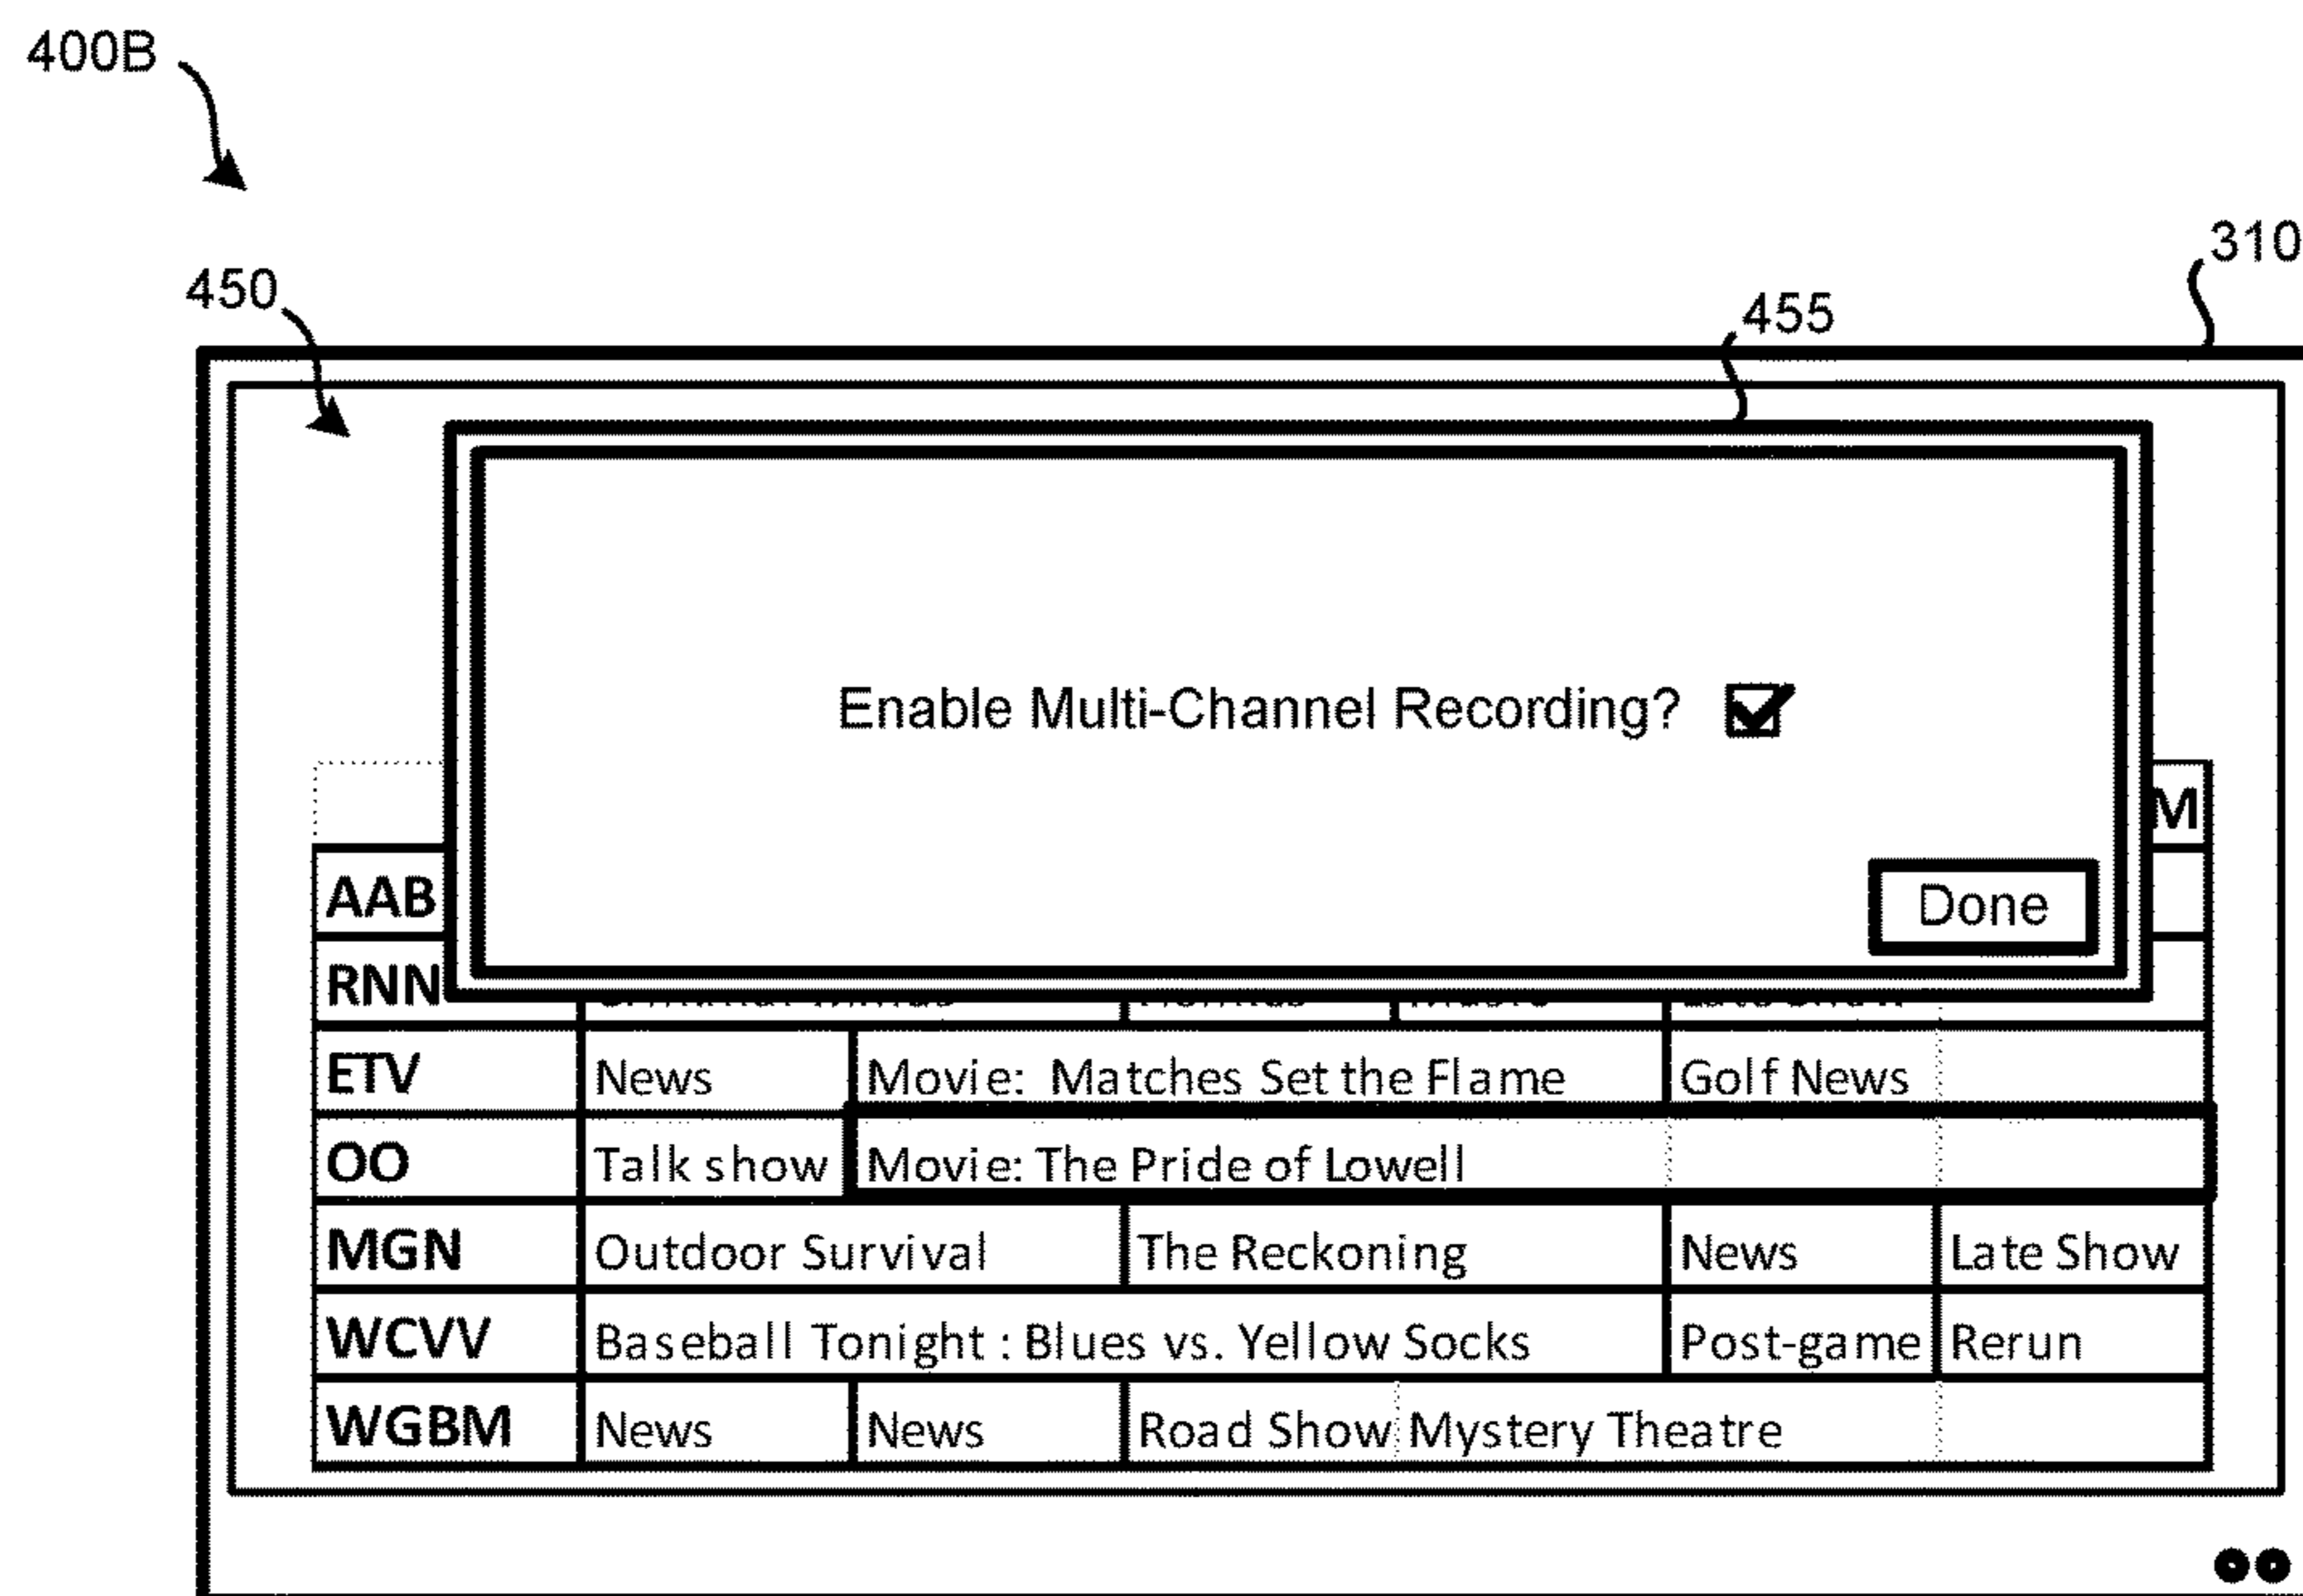 400B
310
450
455
Enable Multi-Channel Recording?
M
AAB
Done
RNN
ETV News Movie: Matches Set the Flame Golf News
OO Talk show Movie: The Pride of Lowell
MGN Outdoor Survival The Reckoning News Late Show
WCVV Baseball Tonight : Blues vs. Yellow Socks Post-game Rerun
WGBM News News Road Show Mystery Theatre